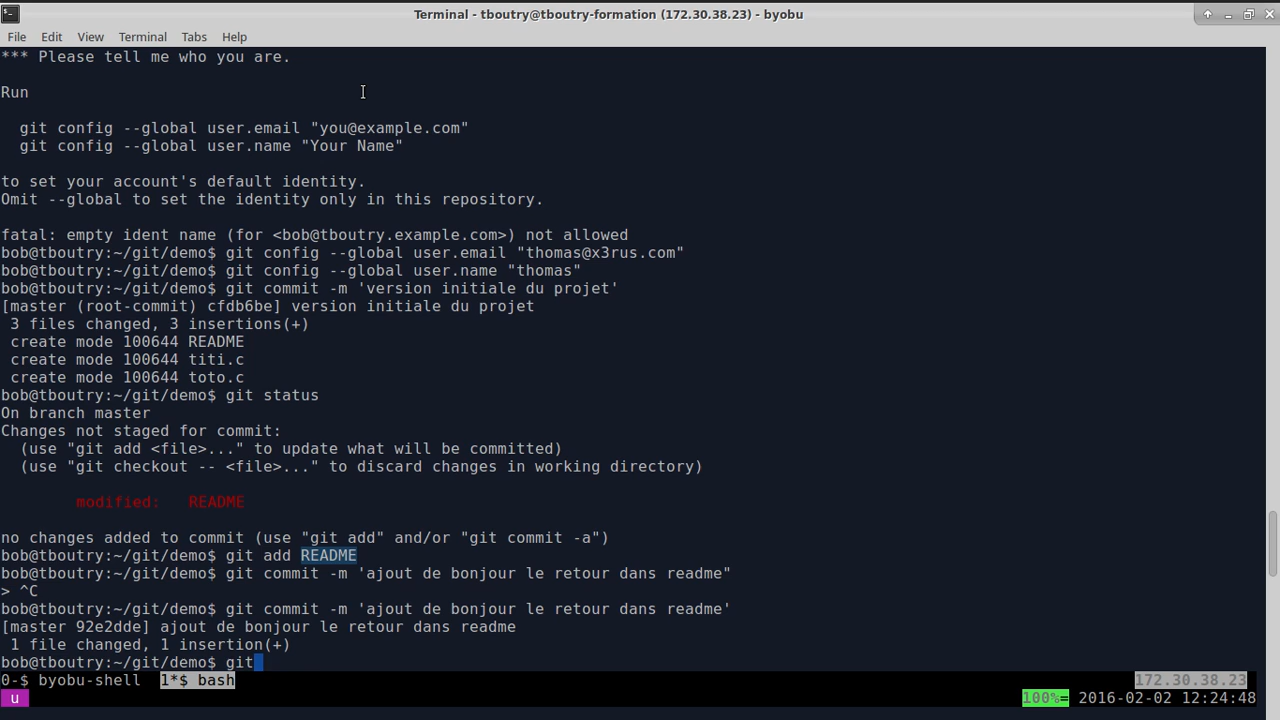 Terminal - tboutry@tboutry-formation (172.30.38.23) - byobu
File Edit View Terminal Tabs Help
*** Please tell me who you are.
Run
git config --global user.email "you@example.com"
git config --global user.name "Your Name"
to set your account's default identity.
Omit --global to set the identity only in this repository.
fatal: empty ident name (for <bob@tboutry.example.com>) not allowed
bob@tboutry:~/git/demo$ git config --global user.email "thomas@x3rus.com"
bob@tboutry:~/git/demo$ git config --global user.name "thomas"
bob@tboutry:~/git/demo$ git commit -m 'version initiale du projet'
[master (root-commit) cfdb6be] version initiale du projet
3 files changed, 3 insertions(+)
create mode 100644 README
create mode 100644 titi.c
create mode 100644 toto.c
bob@tboutry:~/git/demo$ git status
On branch master
Changes not staged for commit:
(use "git add <file>..." to update what will be committed)
(use "git checkout -- <file>..." to discard changes in working directory)
modified: README
no changes added to commit (use "git add" and/or "git commit -a")
bob@tboutry:~/git/demo$ git add README
bob@tboutry:~/git/demo$ git commit -m 'ajout de bonjour le retour dans readme"
> ^C
bob@tboutry:~/git/demo$ git commit -m 'ajout de bonjour le retour dans readme'
[master 92e2dde] ajout de bonjour le retour dans readme
1 file changed, 1 insertion(+)
bob@tboutry:~/git/demo$ git
0-$ byobu-shell 1*$ bash 172.30.38.23
u 100%= 2016-02-02 12:24:48